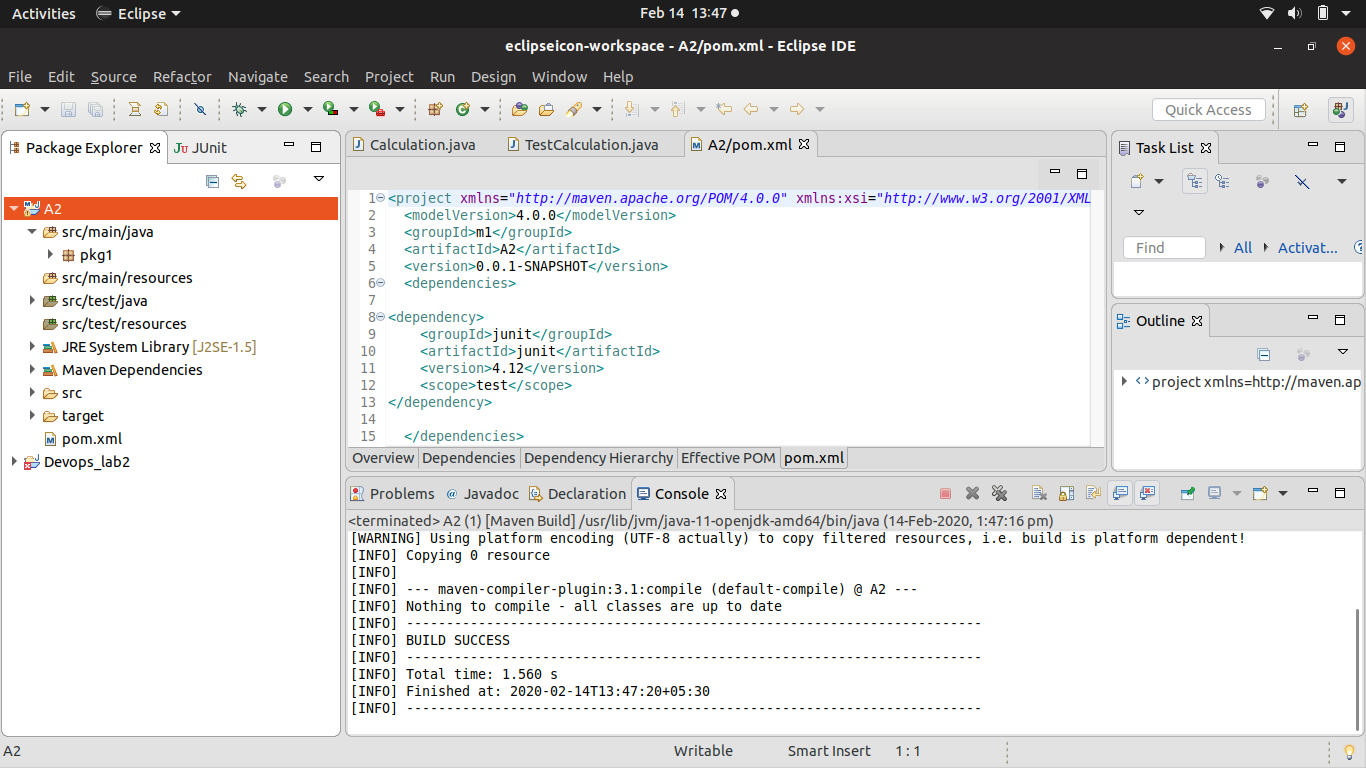 Activities Eclipse Feb 14 13:47
eclipseicon-workspace - A2/pom.xml - Eclipse IDE
File Edit Source Refactor Navigate Search Project Run Design Window Help
Quick Access
Package Explorer JUnit
A2
src/main/java
pkg1
src/main/resources
src/test/java
src/test/resources
JRE System Library [J2SE-1.5]
Maven Dependencies
src
target
pom.xml
Devops_lab2
Calculation.java TestCalculation.java A2/pom.xml
1 <project xmlns="http://maven.apache.org/POM/4.0.0" xmlns:xsi="http://www.w3.org/2001/XML
2 <modelVersion>4.0.0</modelVersion>
3 <groupId>m1</groupId>
4 <artifactId>A2</artifactId>
5 <version>0.0.1-SNAPSHOT</version>
6 <dependencies>
7
8 <dependency>
9 <groupId>junit</groupId>
10 <artifactId>junit</artifactId>
11 <version>4.12</version>
12 <scope>test</scope>
13 </dependency>
14
15 </dependencies>
Overview Dependencies Dependency Hierarchy Effective POM pom.xml
Task List
Find All Activat...
Outline
project xmlns=http://maven.ap
Problems Javadoc Declaration Console
<terminated> A2 (1) [Maven Build] /usr/lib/jvm/java-11-openjdk-amd64/bin/java (14-Feb-2020, 1:47:16 pm)
[WARNING] Using platform encoding (UTF-8 actually) to copy filtered resources, i.e. build is platform dependent!
[INFO] Copying 0 resource
[INFO]
[INFO] --- maven-compiler-plugin:3.1:compile (default-compile) @ A2 ---
[INFO] Nothing to compile - all classes are up to date
[INFO] ------------------------------------------------------------------------
[INFO] BUILD SUCCESS
[INFO] ------------------------------------------------------------------------
[INFO] Total time: 1.560 s
[INFO] Finished at: 2020-02-14T13:47:20+05:30
[INFO] ------------------------------------------------------------------------
A2 Writable Smart Insert 1 : 1